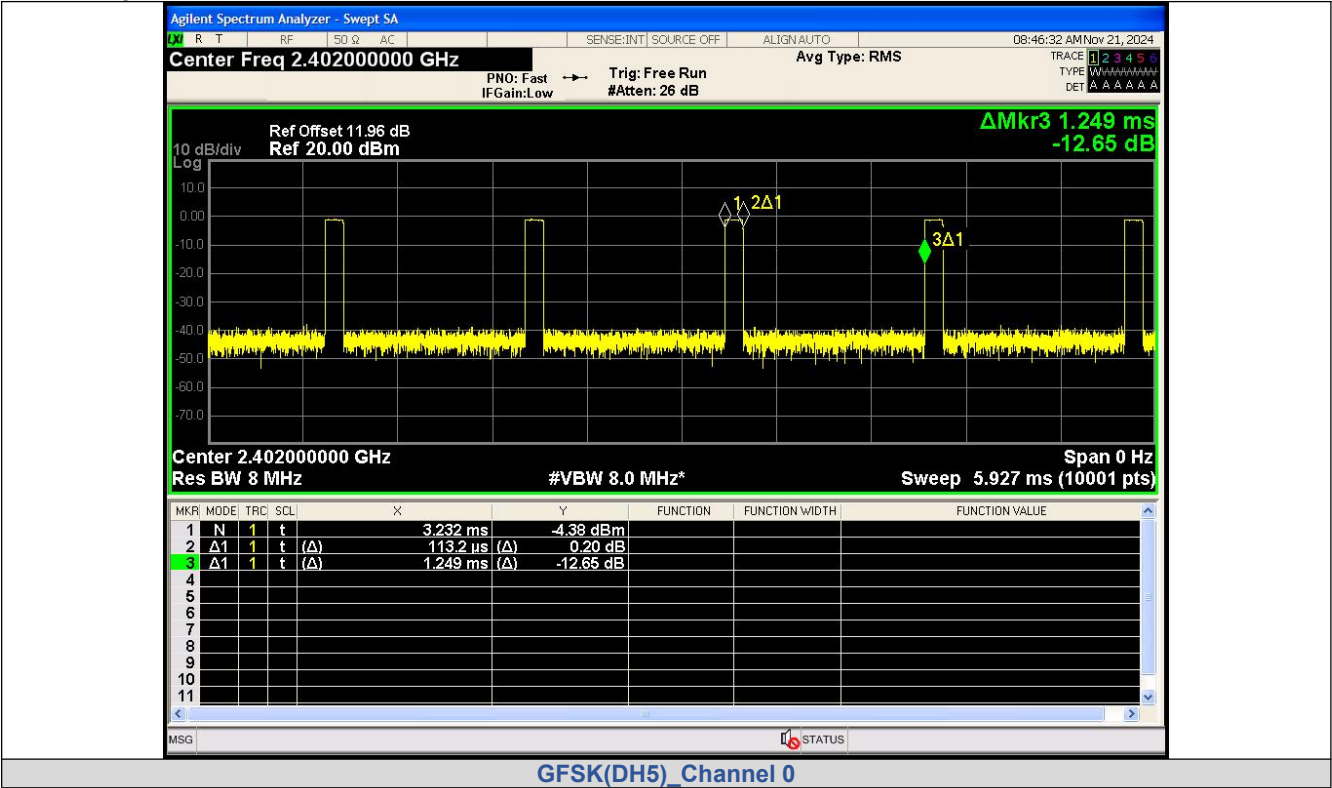 Agilent Spectrum Analyzer - Swept SA
LXI R T RF 50 Ω AC SENSE:INT SOURCE OFF ALIGN AUTO 08:46:32 AM Nov 21, 2024
Center Freq 2.402000000 GHz Avg Type: RMS TRACE 1 2 3 4 5 6
PNO: Fast Trig: Free Run TYPE WWWWWW
IFGain:Low #Atten: 26 dB DET A A A A A A
ΔMkr3 1.249 ms
Ref Offset 11.96 dB
10 dB/div Ref 20.00 dBm -12.65 dB
Log
10.0
1 2Δ1
0.00
3Δ1
-10.0
-20.0
-30.0
-40.0
-50.0
-60.0
-70.0
Center 2.402000000 GHz Span 0 Hz
Res BW 8 MHz #VBW 8.0 MHz* Sweep 5.927 ms (10001 pts)
MKR MODE TRC SCL X Y FUNCTION FUNCTION WIDTH FUNCTION VALUE
1 N 1 t 3.232 ms -4.38 dBm
2 Δ1 1 t (Δ) 113.2 µs (Δ) 0.20 dB
3 Δ1 1 t (Δ) 1.249 ms (Δ) -12.65 dB
4
5
6
7
8
9
10
11
MSG STATUS
GFSK(DH5)_Channel 0